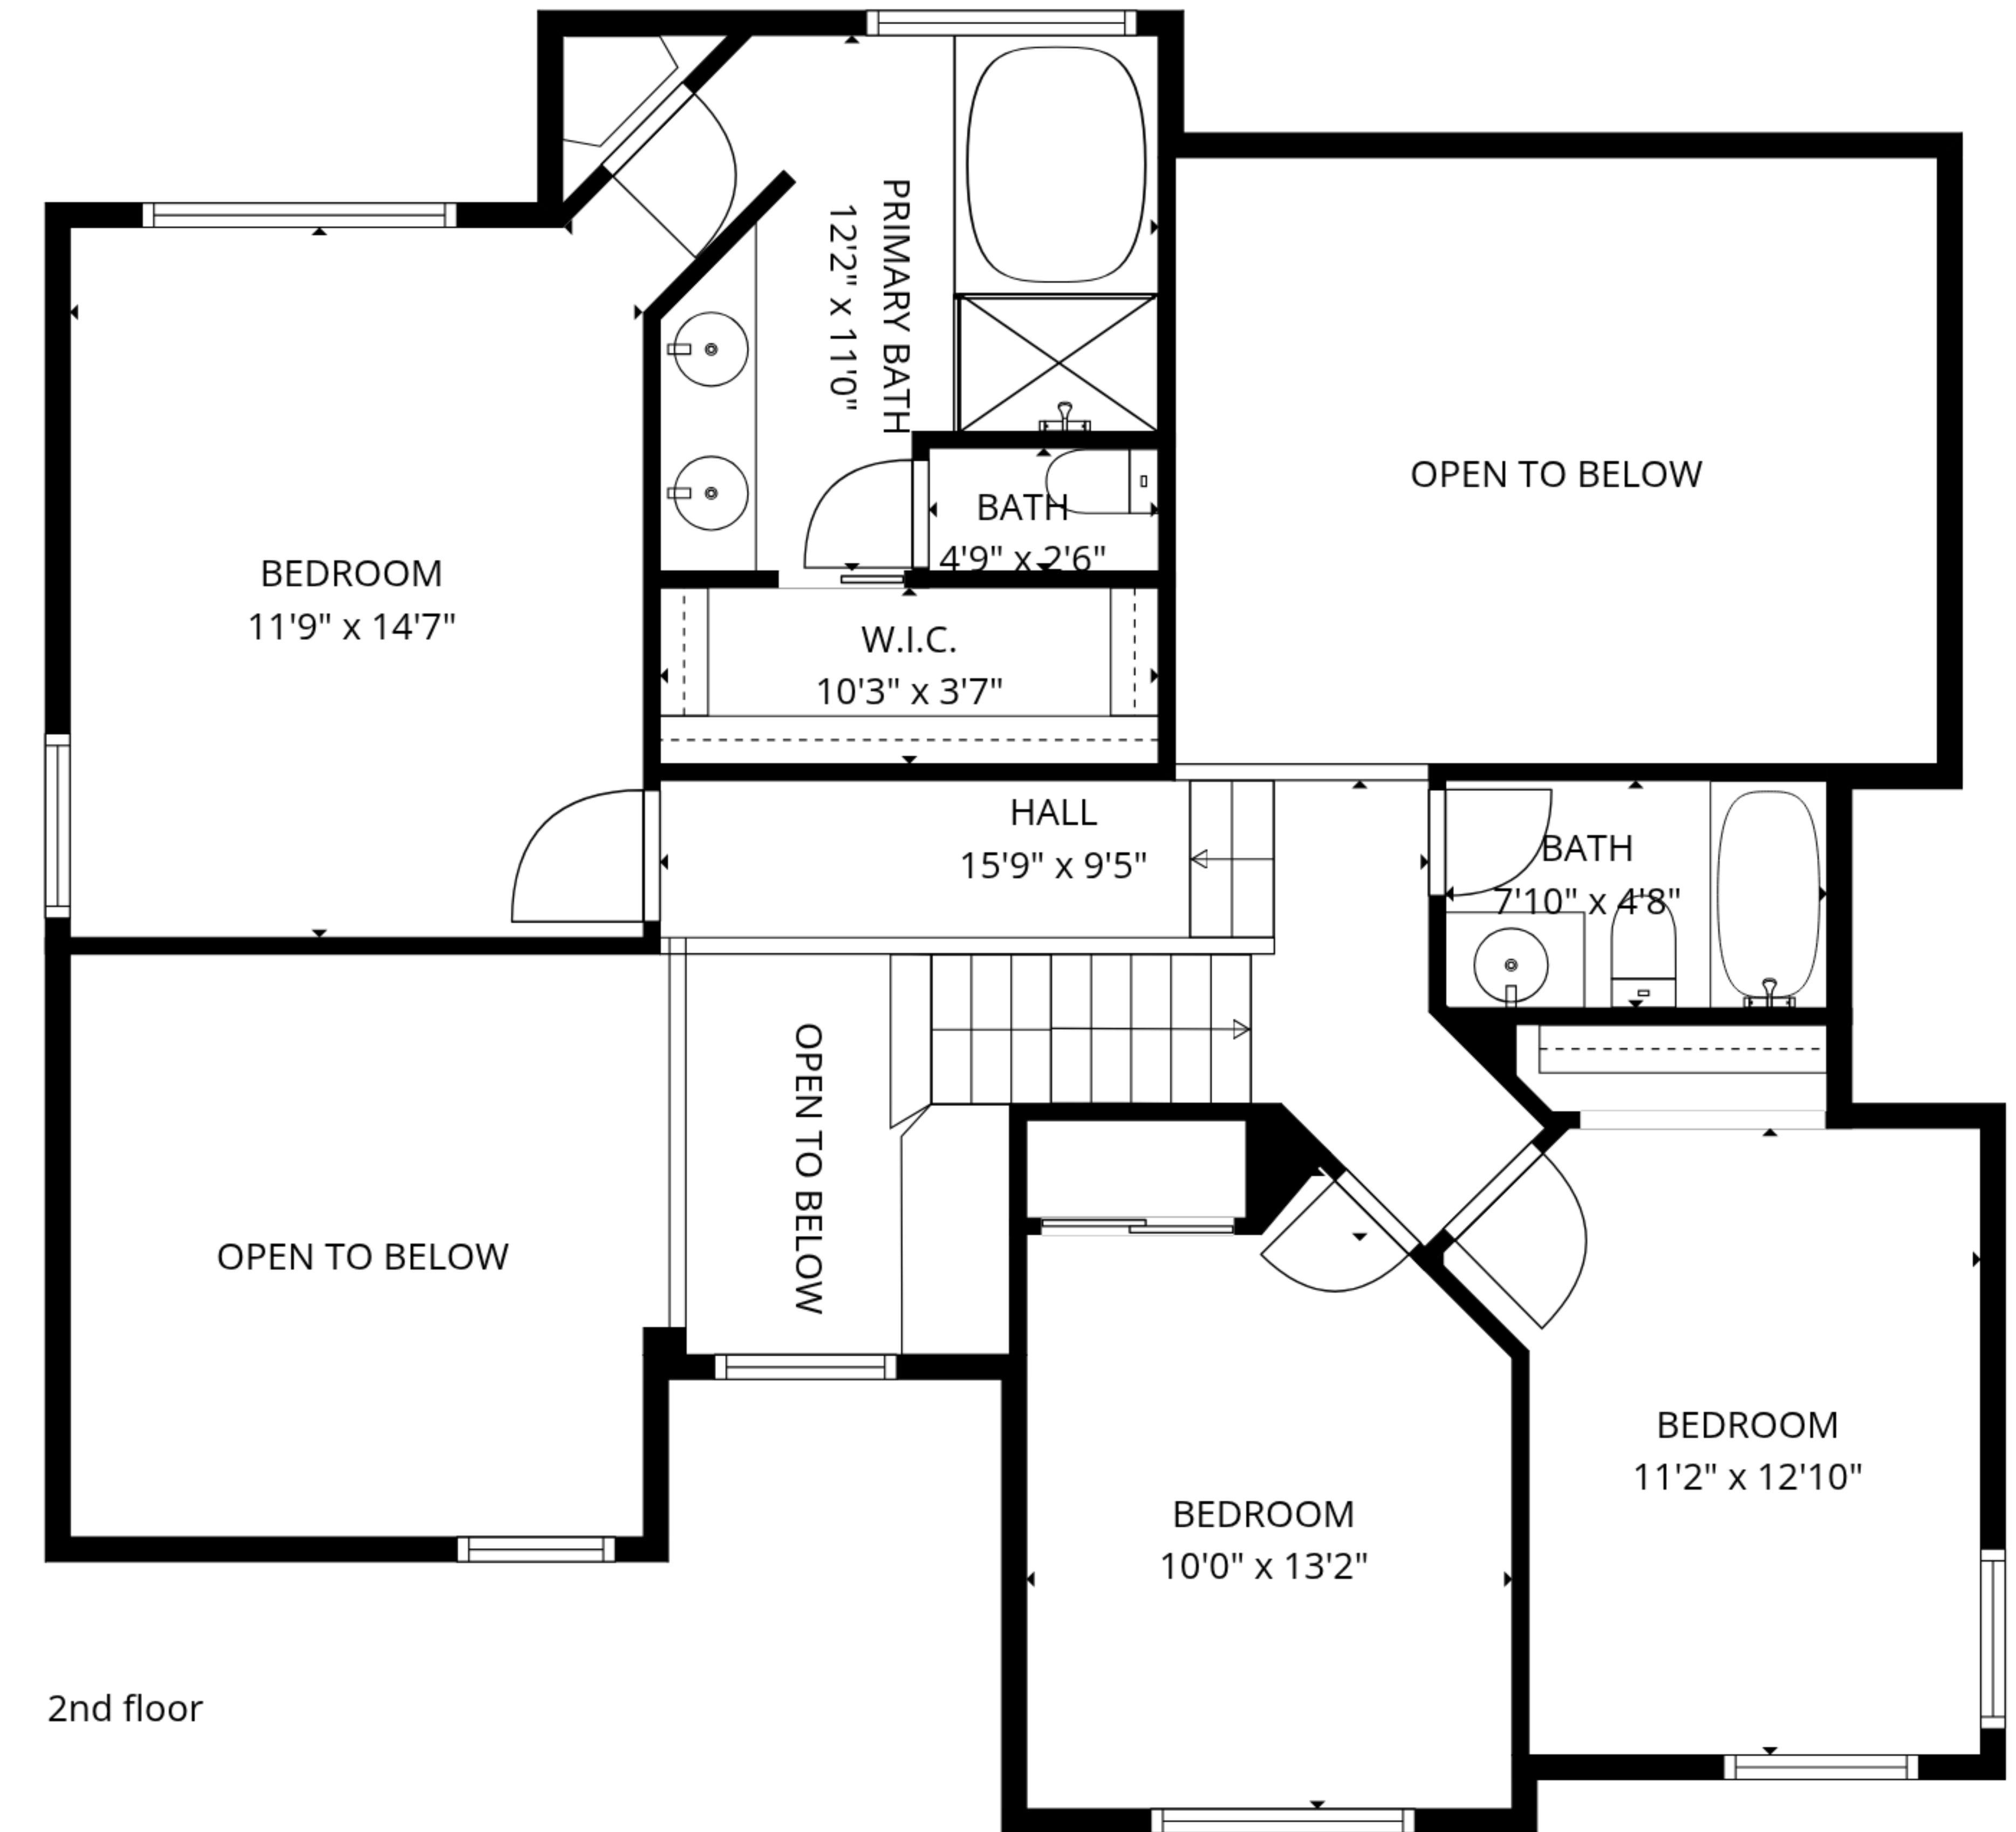 PRIMARY BATH
12'2" x 11'0"
OPEN TO BELOW
BATH
4'9" x 2'6"
BEDROOM
11'9" x 14'7"
W.I.C.
10'3" x 3'7"
HALL
15'9" x 9'5"
BATH
7'10" x 4'8"
OPEN TO BELOW
OPEN TO BELOW
BEDROOM
11'2" x 12'10"
BEDROOM
10'0" x 13'2"
2nd floor